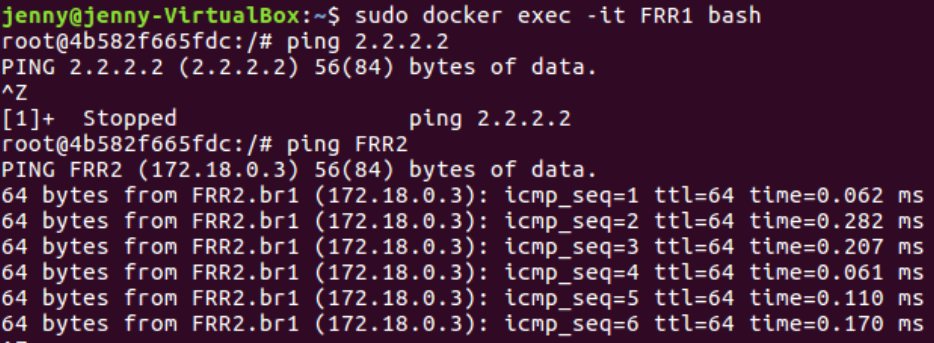 jenny@jenny-VirtualBox:~$ sudo docker exec -it FRR1 bash
root@4b582f665fdc:/# ping 2.2.2.2
PING 2.2.2.2 (2.2.2.2) 56(84) bytes of data.
^Z
[1]+  Stopped                 ping 2.2.2.2
root@4b582f665fdc:/# ping FRR2
PING FRR2 (172.18.0.3) 56(84) bytes of data.
64 bytes from FRR2.br1 (172.18.0.3): icmp_seq=1 ttl=64 time=0.062 ms
64 bytes from FRR2.br1 (172.18.0.3): icmp_seq=2 ttl=64 time=0.282 ms
64 bytes from FRR2.br1 (172.18.0.3): icmp_seq=3 ttl=64 time=0.207 ms
64 bytes from FRR2.br1 (172.18.0.3): icmp_seq=4 ttl=64 time=0.061 ms
64 bytes from FRR2.br1 (172.18.0.3): icmp_seq=5 ttl=64 time=0.110 ms
64 bytes from FRR2.br1 (172.18.0.3): icmp_seq=6 ttl=64 time=0.170 ms